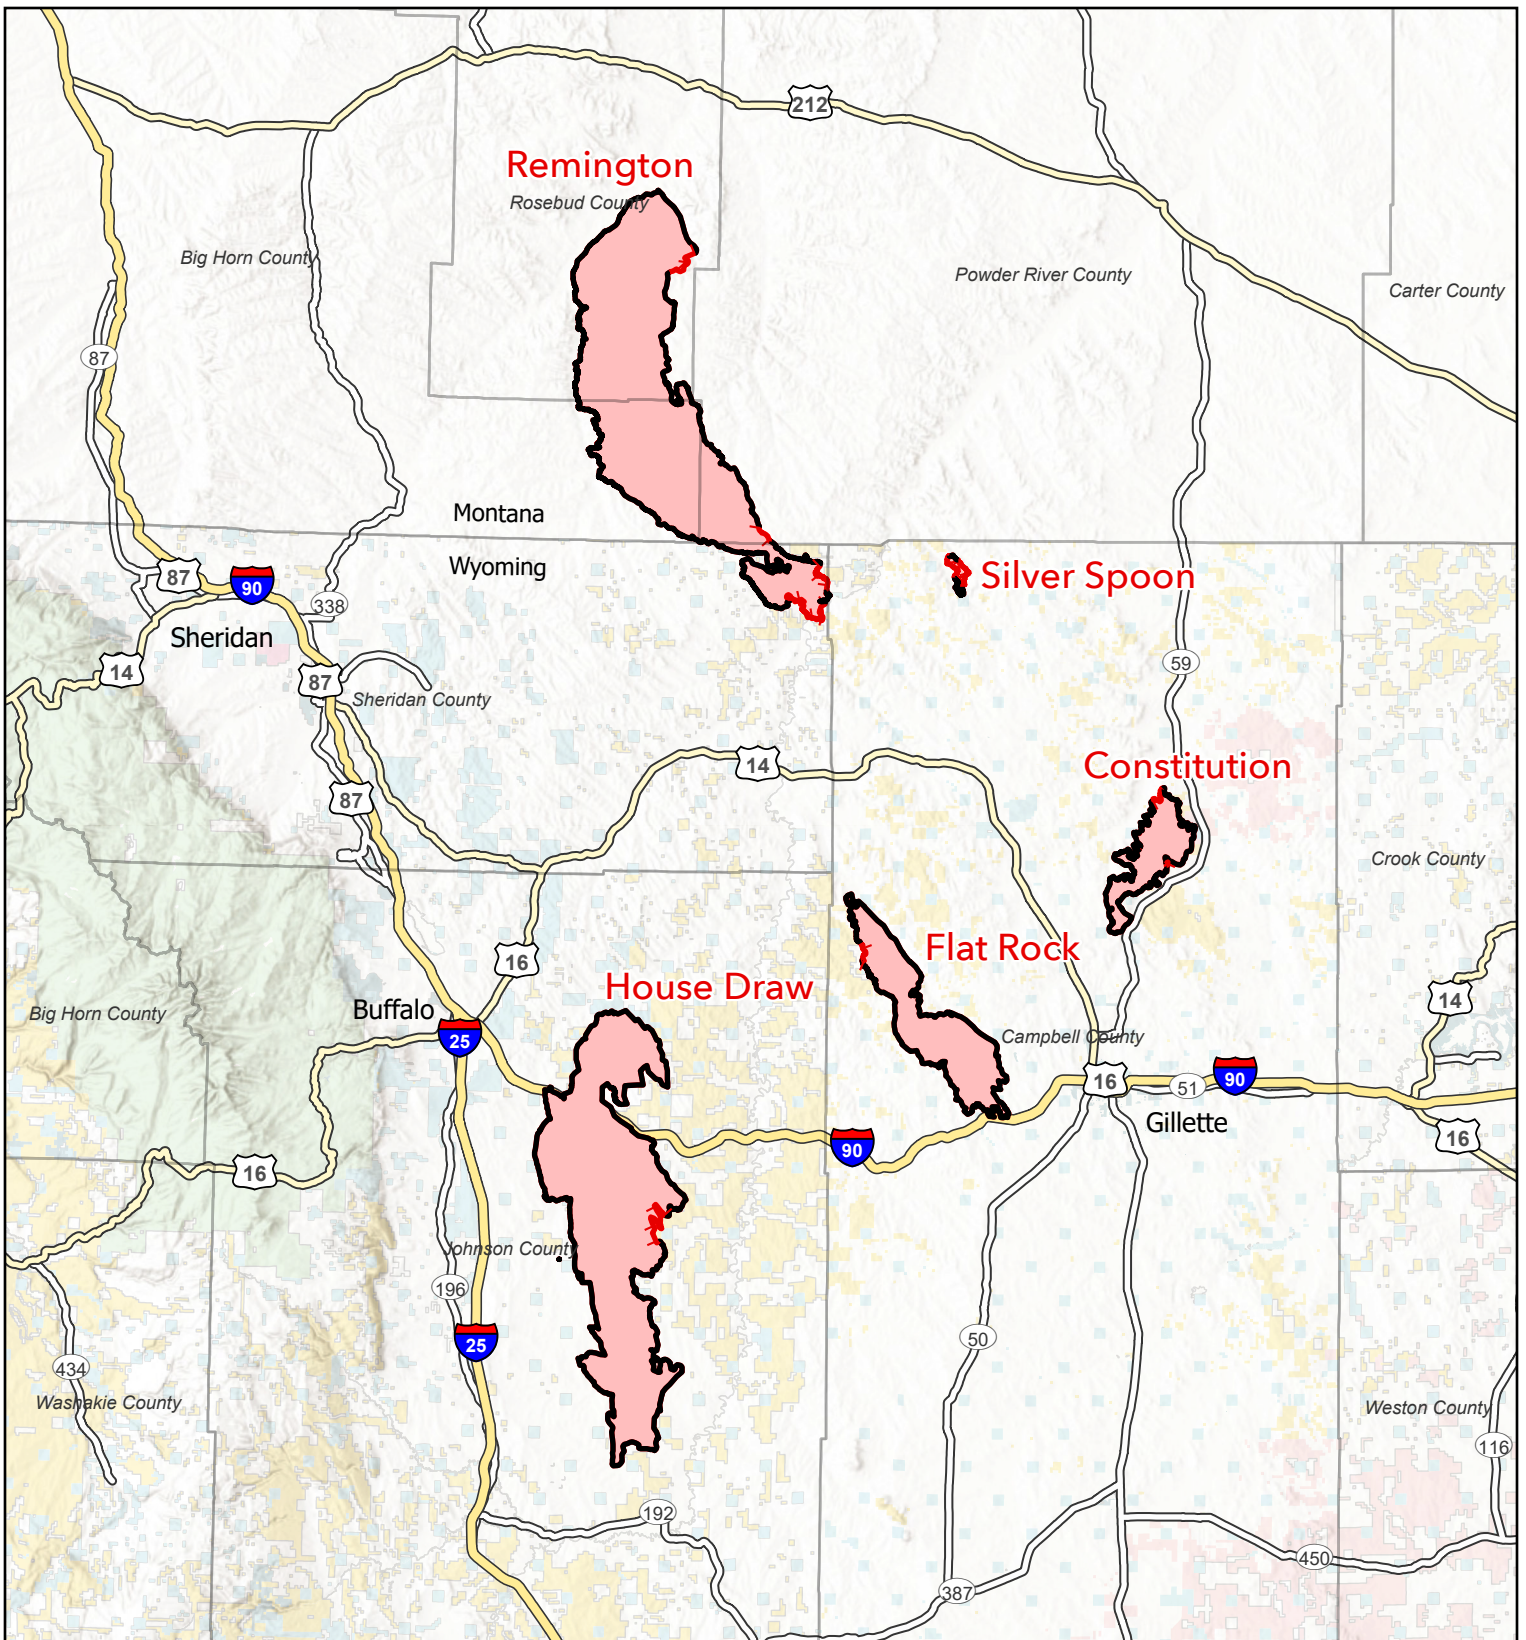 212
Remington
Rosebud County
Big Horn County
Powder River County
Carter County
87
Montana
Wyoming
87
90
338
Silver Spoon
Sheridan
14
87
59
Sheridan County
14
Constitution
87
Crook County
Flat Rock
16
House Draw
14
Buffalo
Big Horn County
25
Campbell County
16
51
90
Gillette
90
16
16
Johnson County
196
50
25
434
Washakie County
Weston County
116
192
450
387